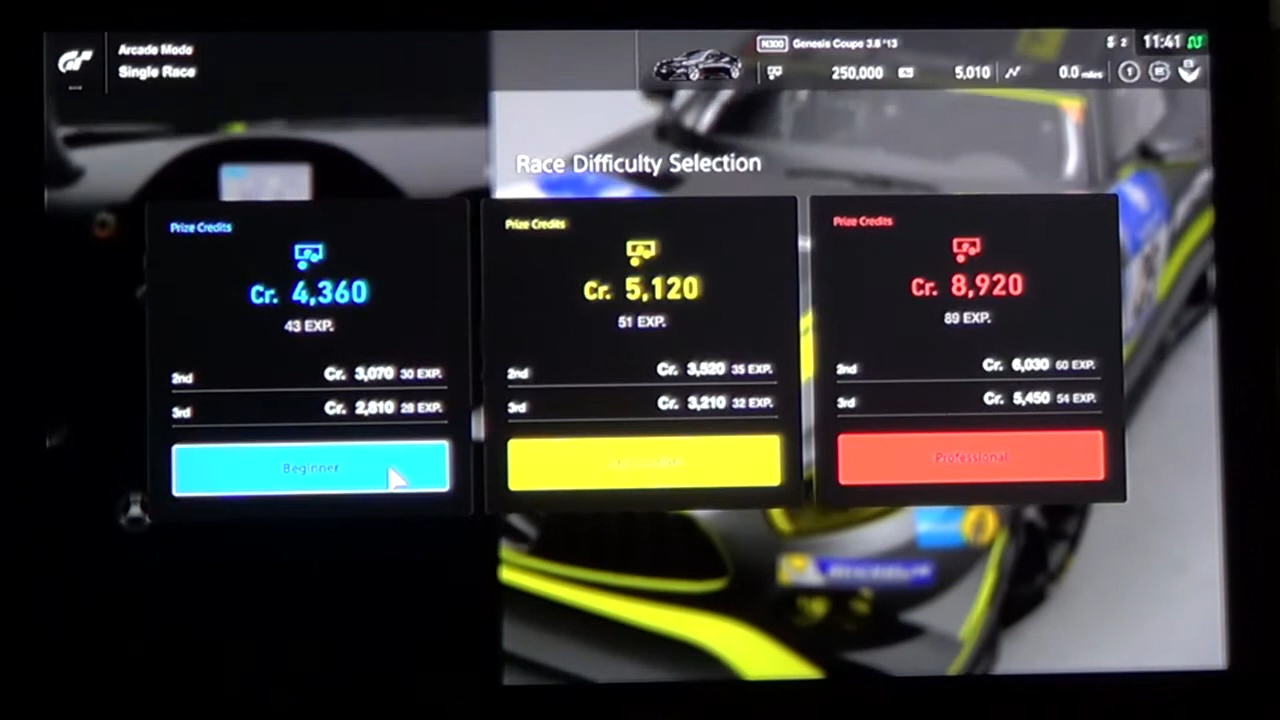 Arcade Mode
Single Race
N300 Genesis Coupe 3.8 '13
2 11:41
250,000 5,010 0.0 miles 1
Race Difficulty Selection
Prize Credits
Cr. 4,360
43 EXP.
2nd Cr. 3,070 30 EXP.
3rd Cr. 2,810 28 EXP.
Beginner
Prize Credits
Cr. 5,120
51 EXP.
2nd Cr. 3,520 35 EXP.
3rd Cr. 3,210 32 EXP.
Prize Credits
Cr. 8,920
89 EXP.
2nd Cr. 6,030 60 EXP.
3rd Cr. 5,450 54 EXP.
Professional